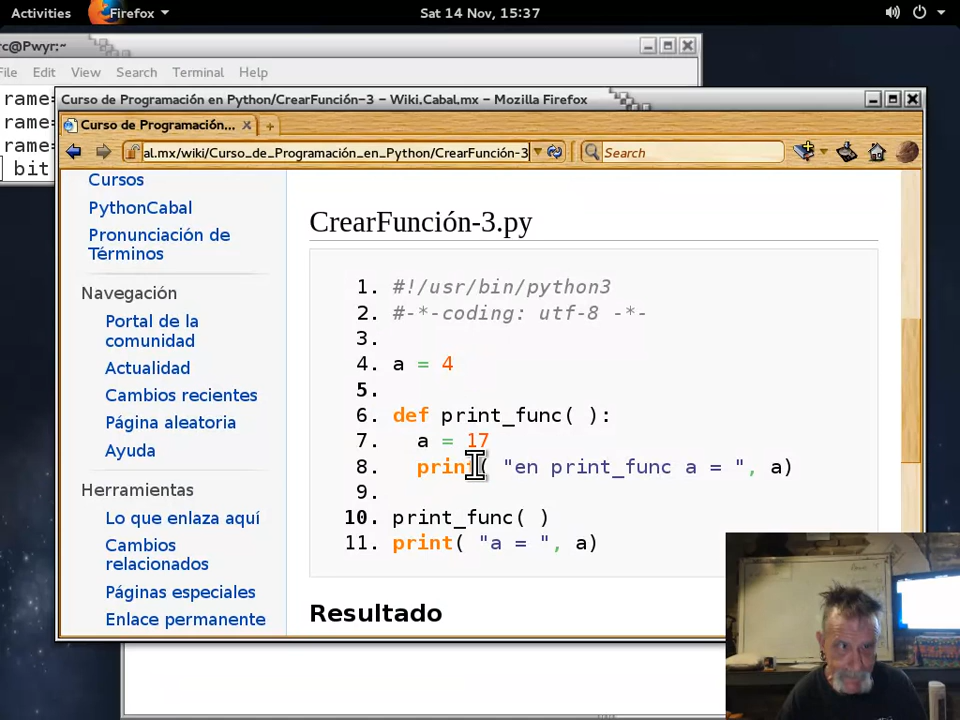 Activities Firefox Sat 14 Nov, 15:37
rc@Pwyr:~
File Edit View Search Terminal Help
rame=
rame=
rame=
bit
Curso de Programación en Python/CrearFunción-3 - Wiki.Cabal.mx - Mozilla Firefox
Curso de Programación...
al.mx/wiki/Curso_de_Programación_en_Python/CrearFunción-3 Search
Cursos
PythonCabal
Pronunciación de
Términos
Navegación
Portal de la
comunidad
Actualidad
Cambios recientes
Página aleatoria
Ayuda
Herramientas
Lo que enlaza aquí
Cambios
relacionados
Páginas especiales
Enlace permanente
CrearFunción-3.py
1. #!/usr/bin/python3
2. #-*-coding: utf-8 -*-
3.
4. a = 4
5.
6. def print_func( ):
7. a = 17
8. print( "en print_func a = ", a)
9.
10. print_func( )
11. print( "a = ", a)
Resultado